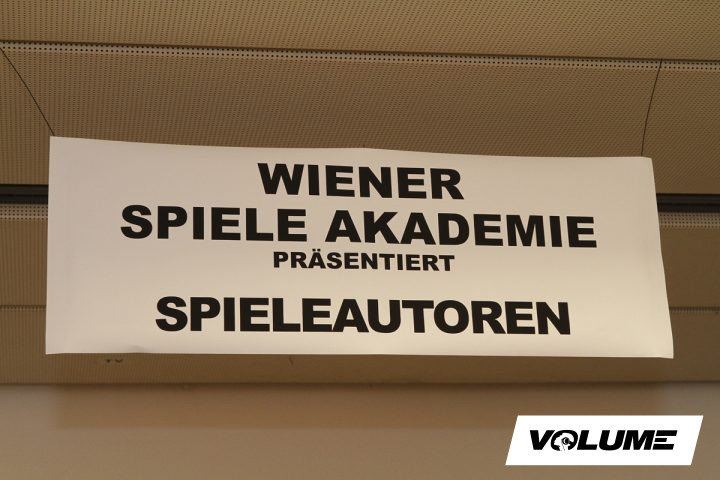 WIENER
SPIELE AKADEMIE
PRÄSENTIERT
SPIELEAUTOREN
VOLUME